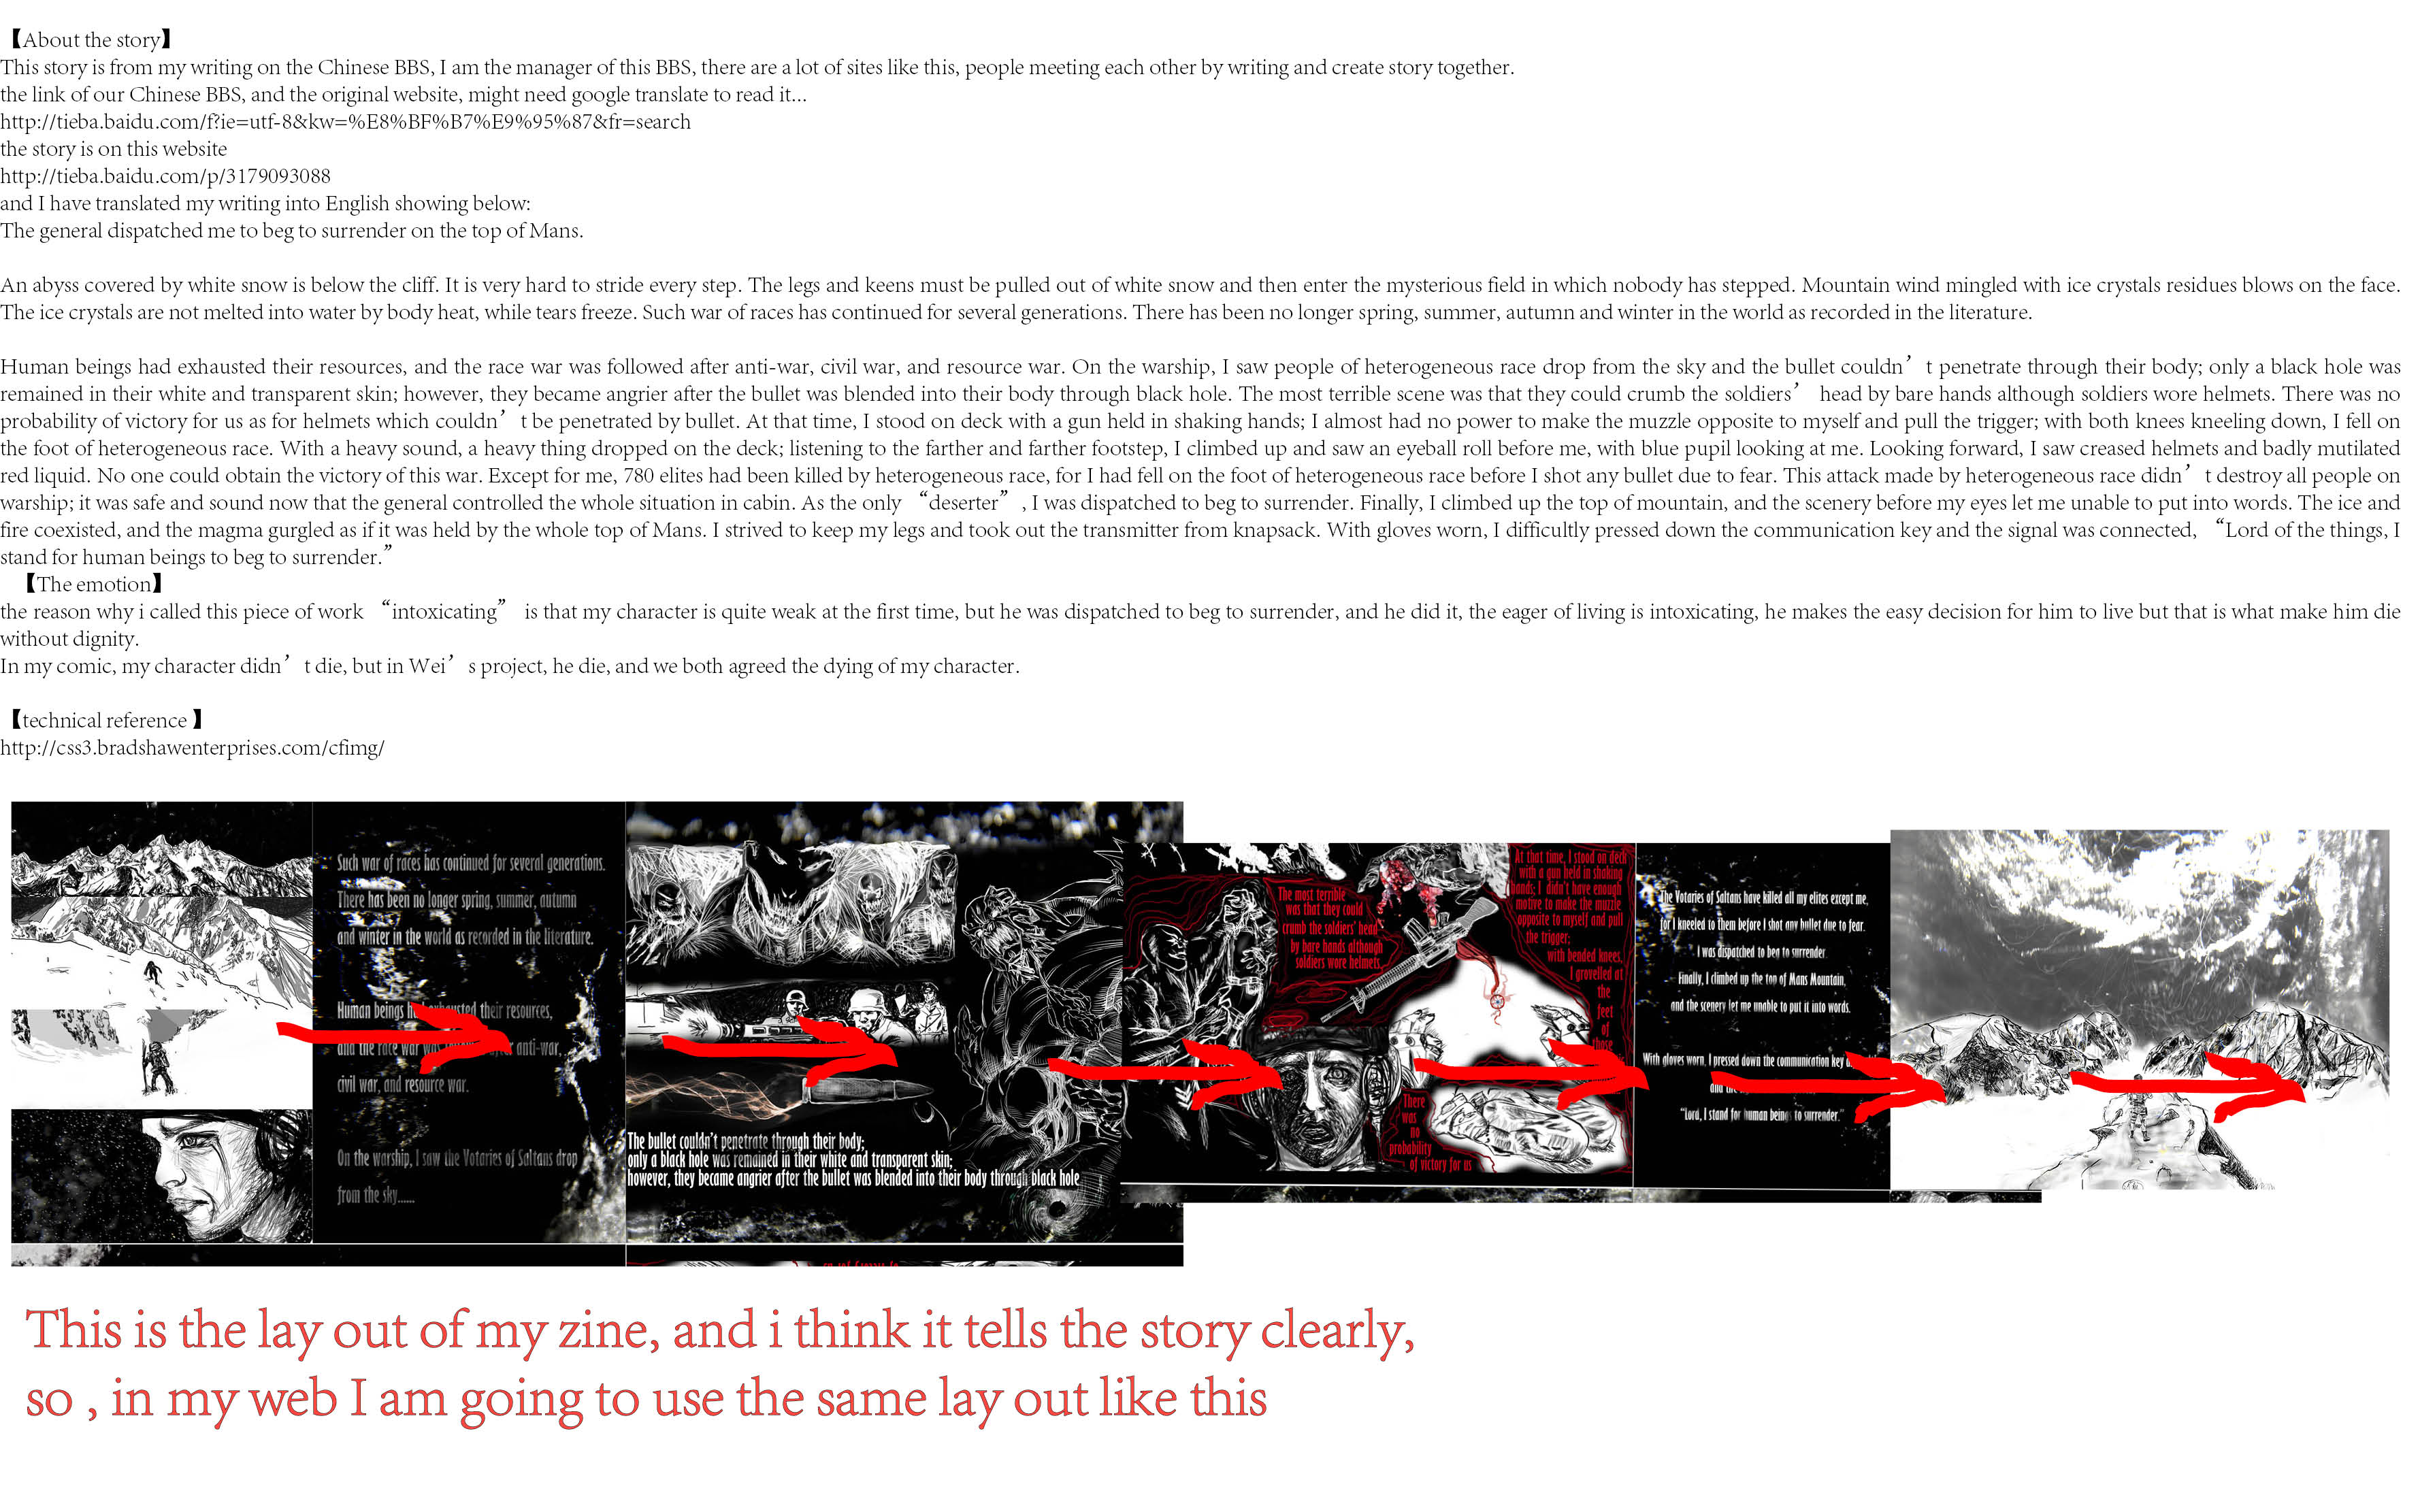 【About the story】
This story is from my writing on the Chinese BBS, I am the manager of this BBS, there are a lot of sites like this, people meeting each other by writing and create story together.
the link of our Chinese BBS, and the original website, might need google translate to read it...
http://tieba.baidu.com/f?ie=utf-8&kw=%E8%BF%B7%E9%95%87&fr=search
the story is on this website
http://tieba.baidu.com/p/3179093088
and I have translated my writing into English showing below:
The general dispatched me to beg to surrender on the top of Mans.
An abyss covered by white snow is below the cliff. It is very hard to stride every step. The legs and keens must be pulled out of white snow and then enter the mysterious field in which nobody has stepped. Mountain wind mingled with ice crystals residues blows on the face.
The ice crystals are not melted into water by body heat, while tears freeze. Such war of races has continued for several generations. There has been no longer spring, summer, autumn and winter in the world as recorded in the literature.
Human beings had exhausted their resources, and the race war was followed after anti-war, civil war, and resource war. On the warship, I saw people of heterogeneous race drop from the sky and the bullet couldn’t penetrate through their body; only a black hole was
remained in their white and transparent skin; however, they became angrier after the bullet was blended into their body through black hole. The most terrible scene was that they could crumb the soldiers’ head by bare hands although soldiers wore helmets. There was no
probability of victory for us as for helmets which couldn’t be penetrated by bullet. At that time, I stood on deck with a gun held in shaking hands; I almost had no power to make the muzzle opposite to myself and pull the trigger; with both knees kneeling down, I fell on
the foot of heterogeneous race. With a heavy sound, a heavy thing dropped on the deck; listening to the farther and farther footstep, I climbed up and saw an eyeball roll before me, with blue pupil looking at me. Looking forward, I saw creased helmets and badly mutilated
red liquid. No one could obtain the victory of this war. Except for me, 780 elites had been killed by heterogeneous race, for I had fell on the foot of heterogeneous race before I shot any bullet due to fear. This attack made by heterogeneous race didn’t destroy all people on
warship; it was safe and sound now that the general controlled the whole situation in cabin. As the only “deserter”, I was dispatched to beg to surrender. Finally, I climbed up the top of mountain, and the scenery before my eyes let me unable to put into words. The ice and
fire coexisted, and the magma gurgled as if it was held by the whole top of Mans. I strived to keep my legs and took out the transmitter from knapsack. With gloves worn, I difficultly pressed down the communication key and the signal was connected, “Lord of the things, I
stand for human beings to beg to surrender.”
【The emotion】
the reason why i called this piece of work “intoxicating” is that my character is quite weak at the first time, but he was dispatched to beg to surrender, and he did it, the eager of living is intoxicating, he makes the easy decision for him to live but that is what make him die
without dignity.
In my comic, my character didn’t die, but in Wei’s project, he die, and we both agreed the dying of my character.
【technical reference 】
http://css3.bradshawenterprises.com/cfimg/
Such war of races has continued for several generations.
There has been no longer spring, summer, autumn
and winter in the world as recorded in the literature.
Human beings exhausted their resources,
and the race war was anti-war,
civil war, and resource war.
On the warship, I saw the Votaries of Saltans drop
from the sky......
The bullet couldn't penetrate through their body;
only a black hole was remained in their white and transparent skin;
however, they became angrier after the bullet was blended into their body through black hole
The most terrible
was that they could
crumb the soldiers' head
by bare hands although
soldiers wore helmets.
At that time, I stood on deck
with a gun held in shaking
hands; I didn't have enough
motive to make the muzzle
opposite to myself and pull
the trigger;
with bended knees,
I grovelled at
the
feet
of
those
There
was
no
probability
of victory for us
The Votaries of Saltans have killed all my elites except me,
for I kneeled to them before I shot any bullet due to fear.
I was dispatched to beg to surrender.
Finally, I climbed up the top of Mans Mountain,
and the scenery let me unable to put it into words.
With gloves worn, I pressed down the communication key
and
"Lord, I stand for human beings to surrender."
This is the lay out of my zine, and i think it tells the story clearly,
so , in my web I am going to use the same lay out like this